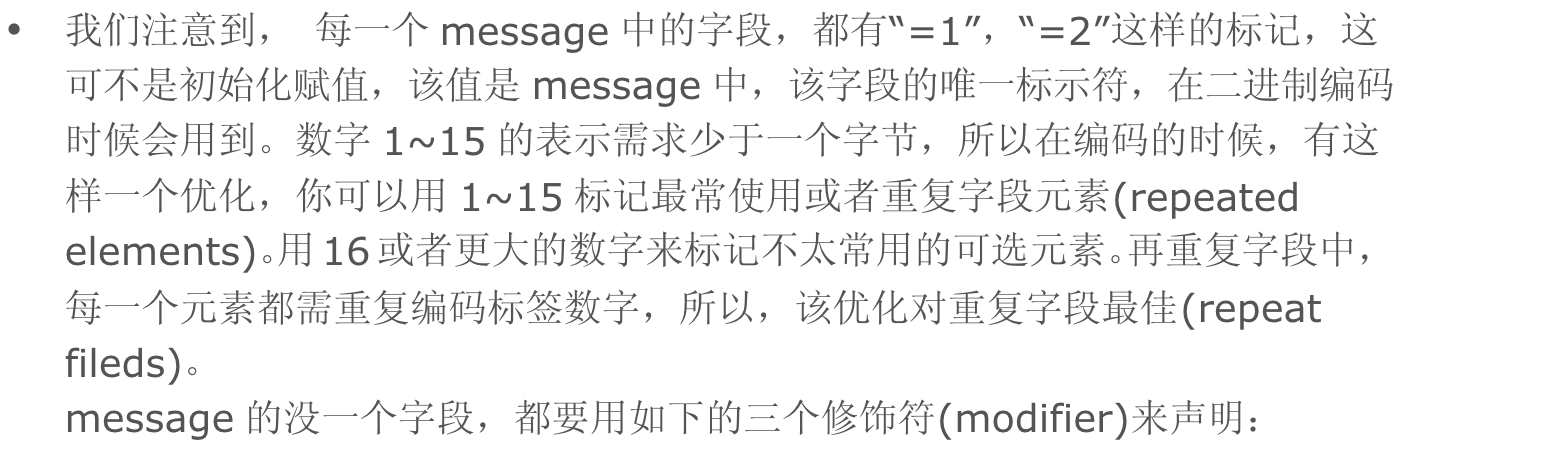 • 我们注意到， 每一个 message 中的字段，都有“=1”，“=2”这样的标记，这
可不是初始化赋值，该值是 message 中，该字段的唯一标示符，在二进制编码
时候会用到。数字 1~15 的表示需求少于一个字节，所以在编码的时候，有这
样一个优化，你可以用 1~15 标记最常使用或者重复字段元素(repeated
elements)。用 16 或者更大的数字来标记不太常用的可选元素。再重复字段中，
每一个元素都需重复编码标签数字，所以，该优化对重复字段最佳(repeat
fileds)。
message 的没一个字段，都要用如下的三个修饰符(modifier)来声明：